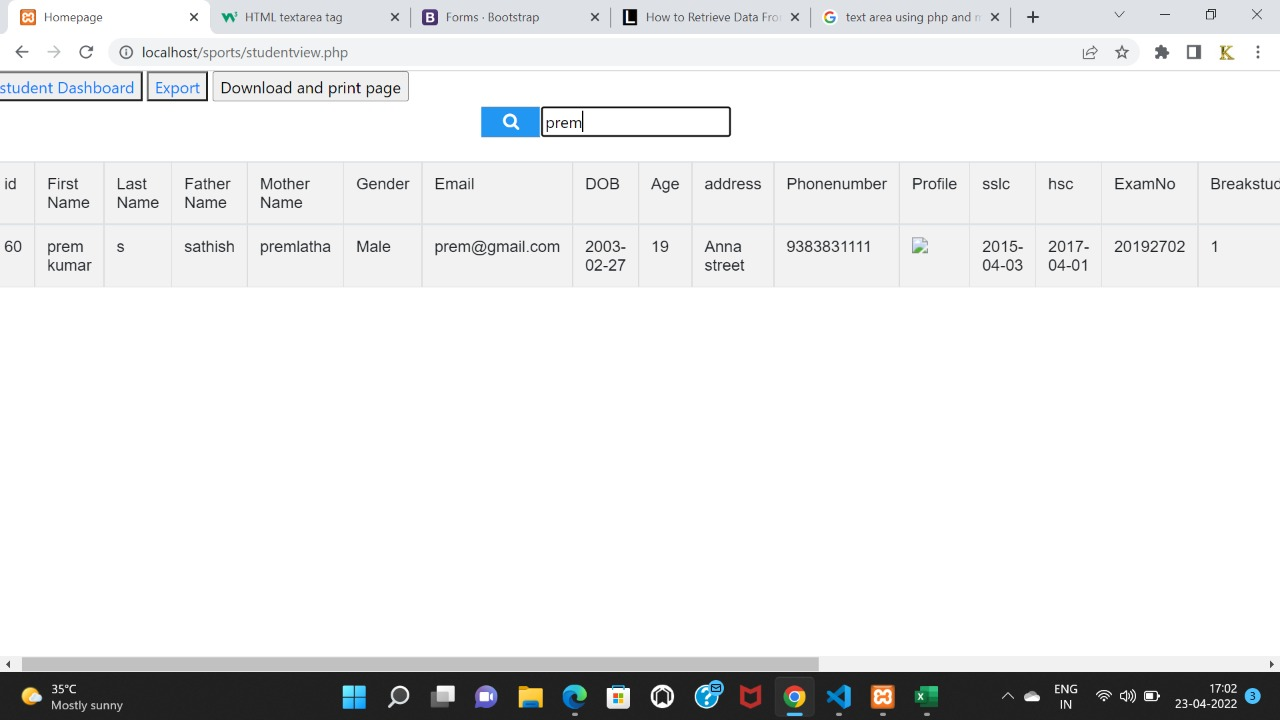 Homepage
HTML textarea tag
Forms · Bootstrap
How to Retrieve Data Fro
text area using php and m
localhost/sports/studentview.php
student Dashboard Export Download and print page
prem
id First Name Last Name Father Name Mother Name Gender Email DOB Age address Phonenumber Profile sslc hsc ExamNo Breakstud
60 prem kumar s sathish premlatha Male prem@gmail.com 2003-02-27 19 Anna street 9383831111 2015-04-03 2017-04-01 20192702 1
35°C
Mostly sunny
ENG
IN
17:02
23-04-2022
3